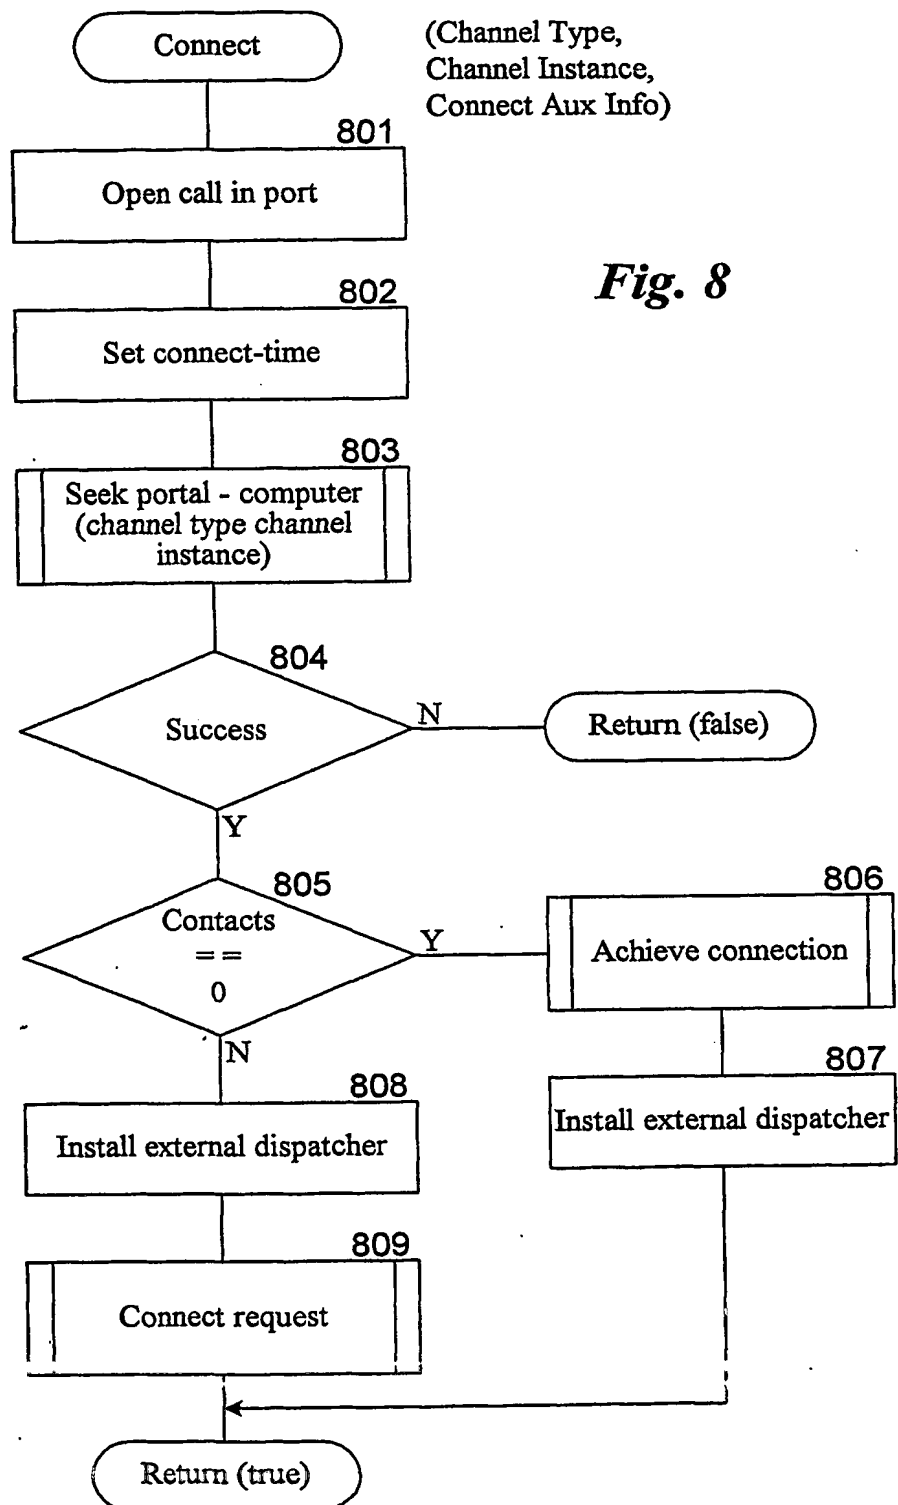 Connect
(Channel Type,
Channel Instance,
Connect Aux Info)
801
Open call in port
Fig. 8
802
Set connect-time
803
Seek portal - computer
(channel type channel
instance)
804
Success
N
Return (false)
Y
805
Contacts
==
0
Y
806
Achieve connection
N
807
Install external dispatcher
808
Install external dispatcher
809
Connect request
Return (true)